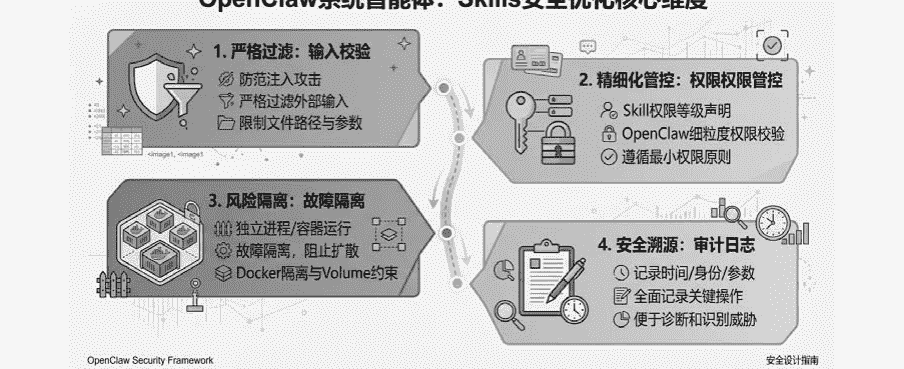 OpenClaw系统智能体：Skills安全优化核心维度
1. 严格过滤：输入校验
防范注入攻击
严格过滤外部输入
限制文件路径与参数
<image1, <image1
2. 精细化管控：权限权限管控
Skill权限等级声明
OpenClaw细粒度权限校验
遵循最小权限原则
3. 风险隔离：故障隔离
独立进程/容器运行
故障隔离，阻止扩散
Docker隔离与Volume约束
4. 安全溯源：审计日志
记录时间/身份/参数
全面记录关键操作
便于诊断和识别威胁
OpenClaw Security Framework
安全设计指南